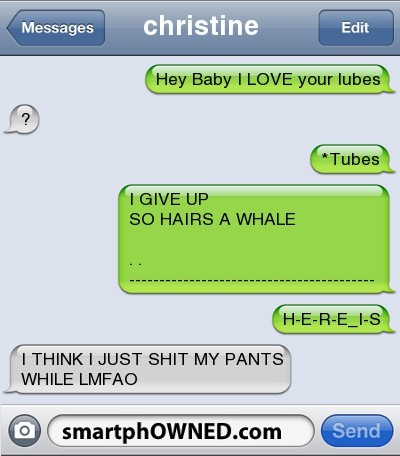 Messages
christine
Edit
Hey Baby I LOVE your lubes
?
*Tubes
I GIVE UP
SO HAIRS A WHALE
. .
-----------------------------------------
H-E-R-E_I-S
I THINK I JUST SHIT MY PANTS
WHILE LMFAO
smartphOWNED.com
Send